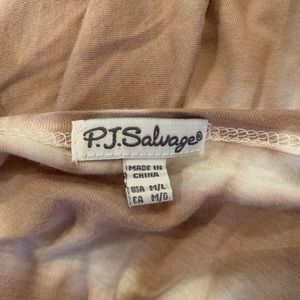 P.J.Salvage®
MADE IN
CHINA
USA M/L
CA M/G